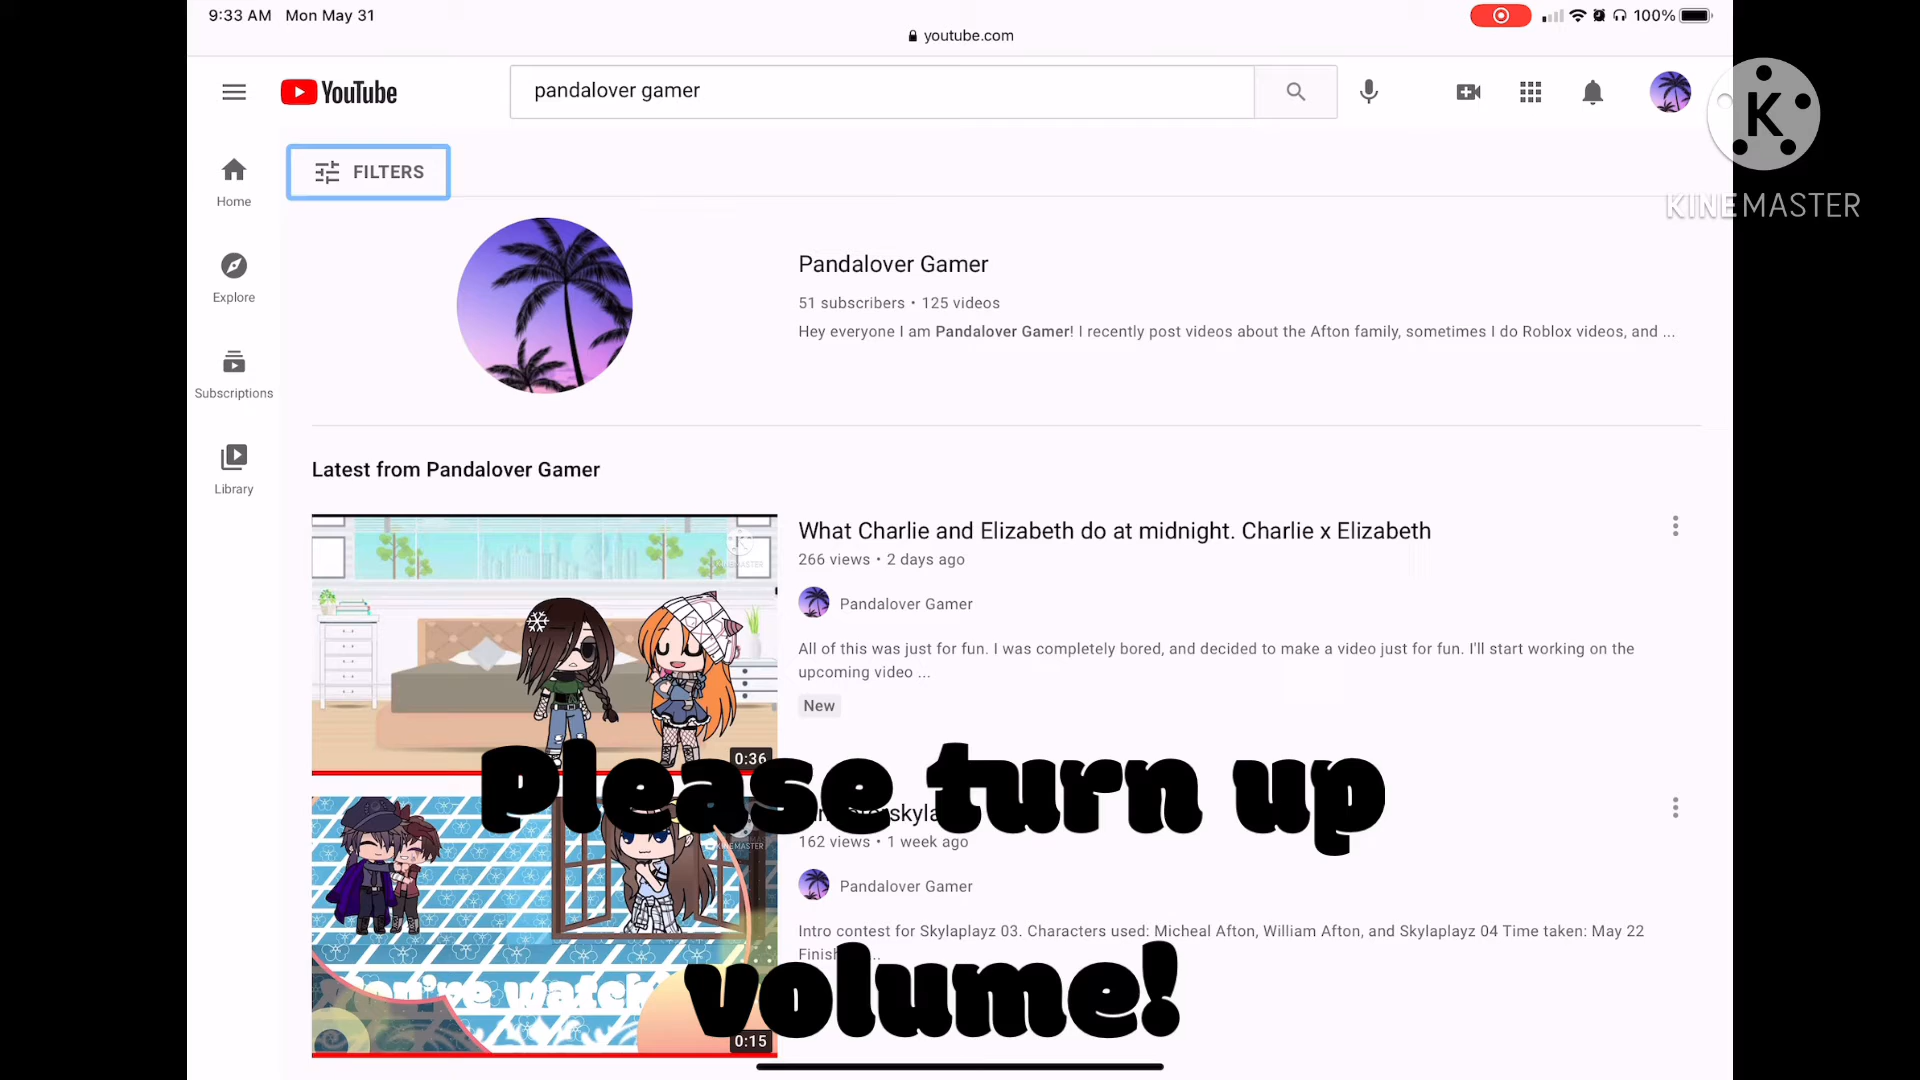 9:33 AM Mon May 31
100%
youtube.com
YouTube
pandalover gamer
K
KINEMASTER
FILTERS
Home
Explore
Subscriptions
Library
Pandalover Gamer
51 subscribers • 125 videos
Hey everyone I am Pandalover Gamer! I recently post videos about the Afton family, sometimes I do Roblox videos, and ...
Latest from Pandalover Gamer
What Charlie and Elizabeth do at midnight. Charlie x Elizabeth
266 views • 2 days ago
Pandalover Gamer
All of this was just for fun. I was completely bored, and decided to make a video just for fun. I'll start working on the
upcoming video ...
New
0:36
Please turn up
162 views • 1 week ago
Pandalover Gamer
KINEMASTER
Intro contest for Skylaplayz 03. Characters used: Micheal Afton, William Afton, and Skylaplayz 04 Time taken: May 22
volume!
0:15